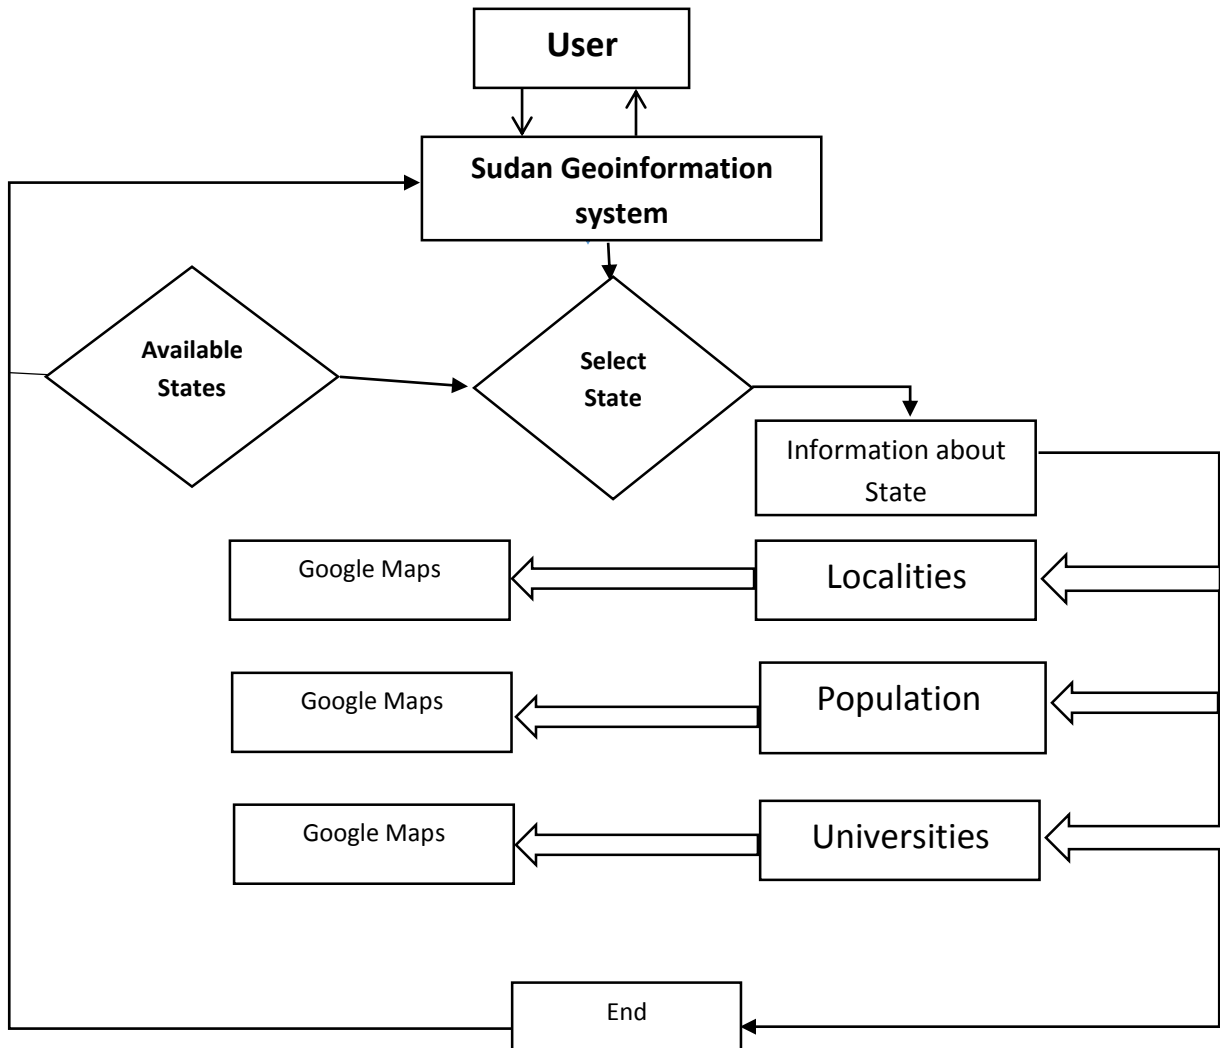 User
Sudan Geoinformation
system
Available
States
Select
State
Information about
State
Google Maps
Localities
Google Maps
Population
Google Maps
Universities
End